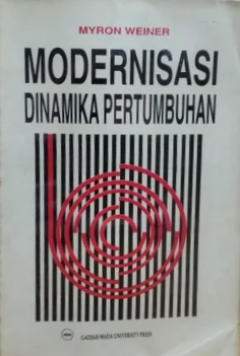 MYRON WEINER
MODERNISASI
DINAMIKA PERTUMBUHAN
GADJAH MADA UNIVERSITY PRESS